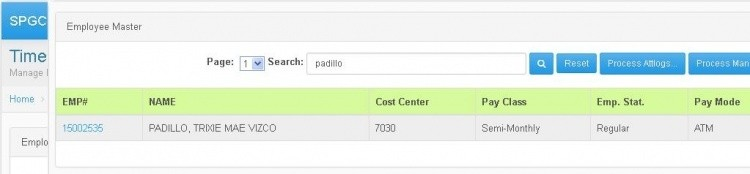 SPGC
Employee Master
Time
Manage
Page: 1 Search: padillo Reset Process Attlogs... Process Man
Home ›
EMP# NAME Cost Center Pay Class Emp. Stat. Pay Mode
15002535 PADILLO, TRIXIE MAE VIZCO 7030 Semi-Monthly Regular ATM
Emplo